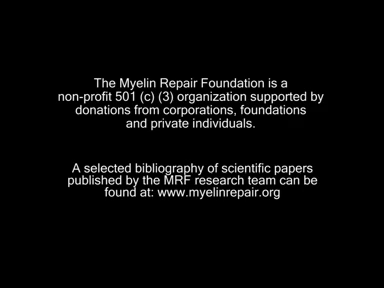 The Myelin Repair Foundation is a
non-profit 501 (c) (3) organization supported by
donations from corporations, foundations
and private individuals.
A selected bibliography of scientific papers
published by the MRF research team can be
found at: www.myelinrepair.org